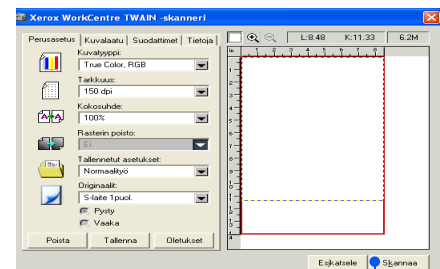 Xerox WorkCentre TWAIN -skanneri
Perusasetus Kuvalaatu Suodattimet Tietoja
L:8.48 K:11.33 6.2M
Kuvatyyppi:
True Color, RGB
Tarkkuus:
150 dpi
Kokosuhde:
100%
Rasterin poisto:
Ei
Tallennetut asetukset:
Normaalityö
Originaalit:
S-laite 1puol.
Pysty
Vaaka
Poista Tallenna Oletukset
Esikatsele Skannaa